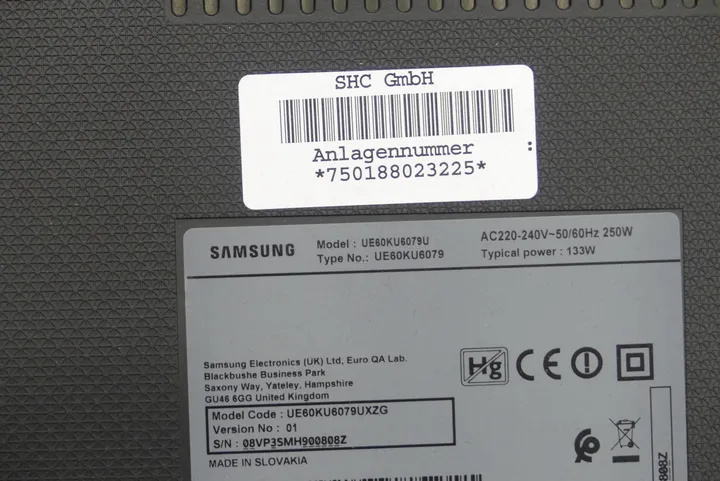 SHC GmbH
Anlagennummer
*750188023225*
SAMSUNG
Model : UE60KU6079U
Type No.: UE60KU6079
AC220-240V~50/60Hz 250W
Typical power : 133W
Samsung Electronics (UK) Ltd, Euro QA Lab.
Blackbushe Business Park
Saxony Way, Yateley, Hampshire
GU46 6GG United Kingdom
Hg
CE
Model Code : UE60KU6079UXZG
Version No : 01
S/N : 08VP3SMH900808Z
MADE IN SLOVAKIA